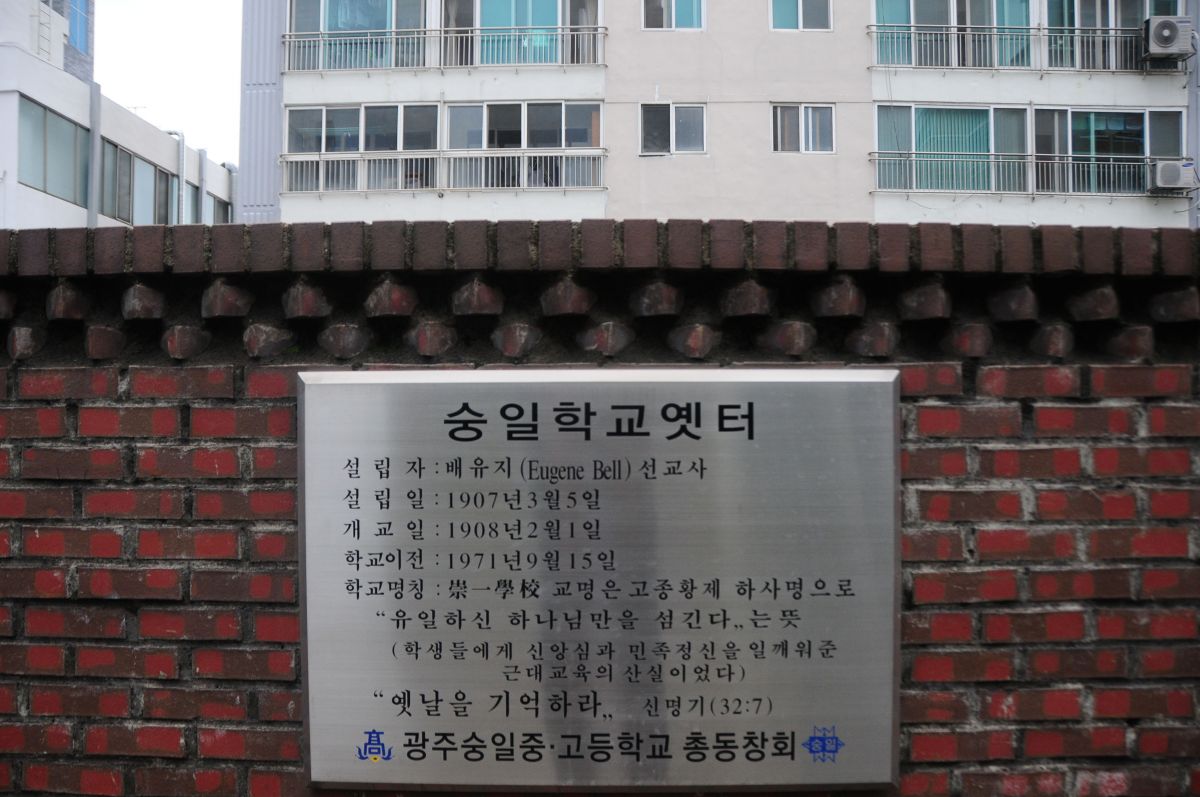 숭일학교옛터
설 립 자 : 배유지 (Eugene Bell) 선교사
설 립 일 : 1907년 3월 5일
개 교 일 : 1908년 2월 1일
학교이전 : 1971년 9월 15일
학교명칭 : 崇一學校 교명은 고종황제 하사명으로
“유일하신 하나님만을 섬긴다„는 뜻
(학생들에게 신앙심과 민족정신을 일깨워준
근대교육의 산실이었다)
“옛날을 기억하라„ 신명기(32:7)
高 광주숭일중·고등학교 총동창회 숭일